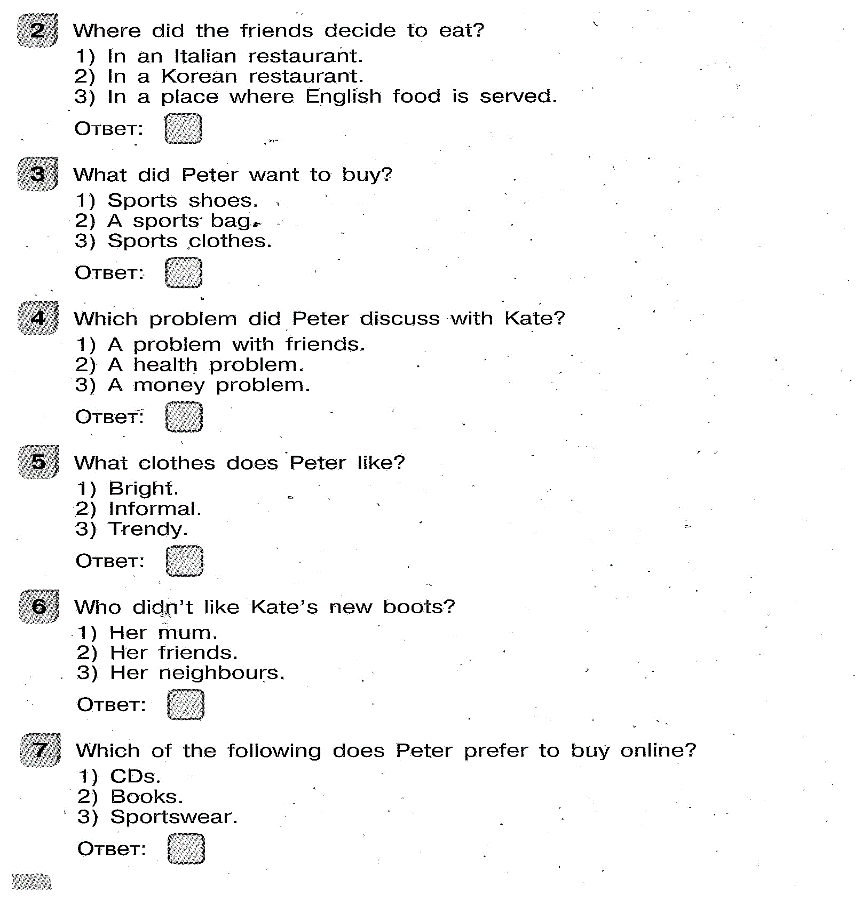 2 Where did the friends decide to eat?
1) In an Italian restaurant.
2) In a Korean restaurant.
3) In a place where English food is served.
Ответ:
3 What did Peter want to buy?
1) Sports shoes.
2) A sports bag.
3) Sports clothes.
Ответ:
4 Which problem did Peter discuss with Kate?
1) A problem with friends.
2) A health problem.
3) A money problem.
Ответ:
5 What clothes does Peter like?
1) Bright.
2) Informal.
3) Trendy.
Ответ:
6 Who didn't like Kate's new boots?
1) Her mum.
2) Her friends.
3) Her neighbours.
Ответ:
7 Which of the following does Peter prefer to buy online?
1) CDs.
2) Books.
3) Sportswear.
Ответ: